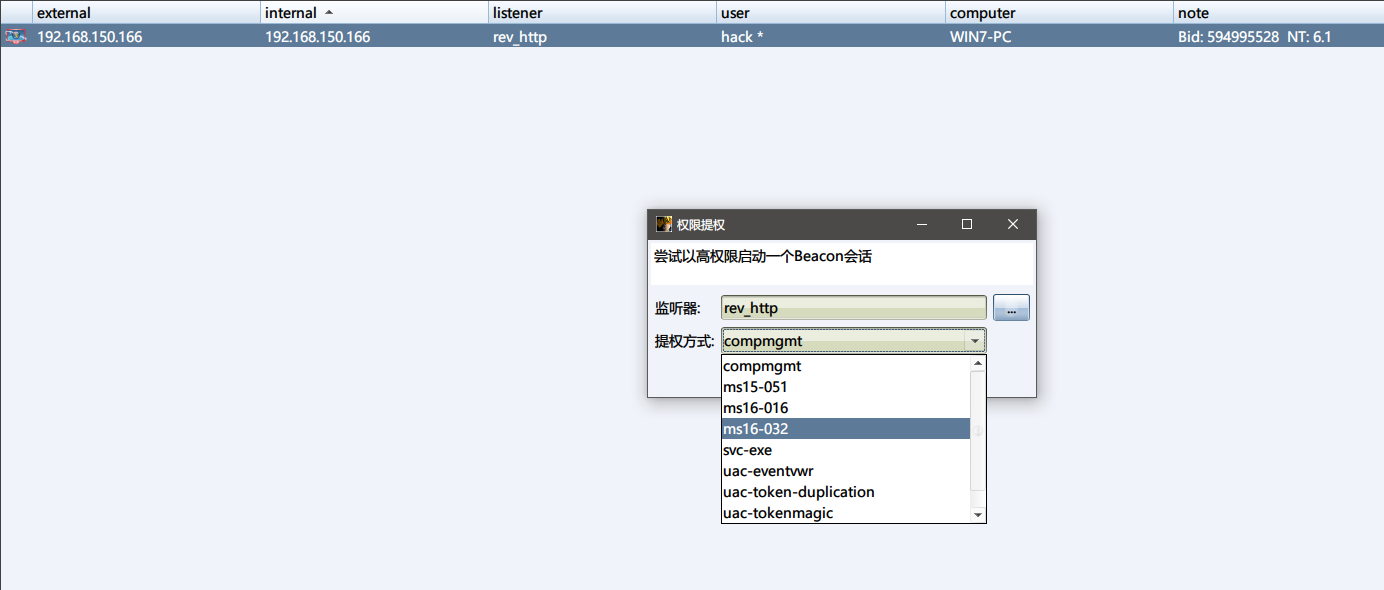 external internal listener user computer note
192.168.150.166 192.168.150.166 rev_http hack * WIN7-PC Bid: 594995528 NT: 6.1
权限提权
尝试以高权限启动一个Beacon会话
监听器: rev_http ...
提权方式: compmgmt
compmgmt
ms15-051
ms16-016
ms16-032
svc-exe
uac-eventvwr
uac-token-duplication
uac-tokenmagic